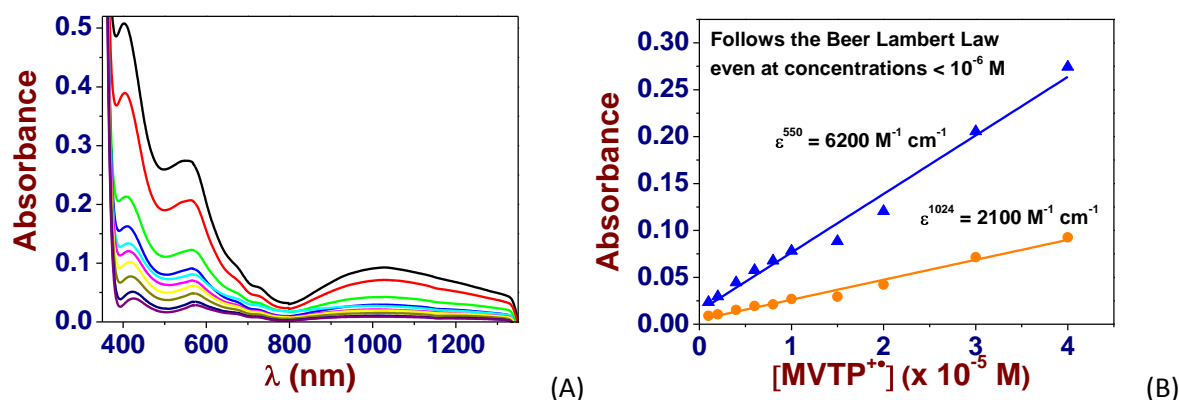 0.5
0.4
0.3
0.2
0.1
0.0
Absorbance
400 600 800 1000 1200
λ (nm)
(A)
0.30
0.25
0.20
0.15
0.10
0.05
0.00
Absorbance
Follows the Beer Lambert Law
even at concentrations < 10⁻⁶ M
ε⁵⁵⁰ = 6200 M⁻¹ cm⁻¹
ε¹⁰²⁴ = 2100 M⁻¹ cm⁻¹
0 1 2 3 4
[MVTP⁺•] (x 10⁻⁵ M)
(B)